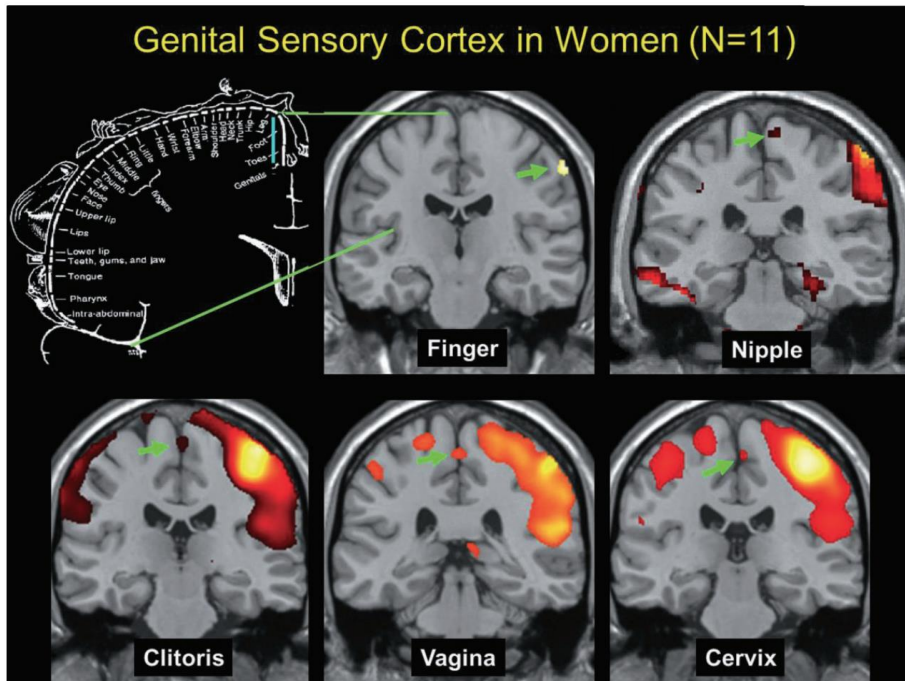 Genital Sensory Cortex in Women (N=11)
Leg
Hip
Trunk
Neck
Head
Shoulder
Arm
Elbow
Forearm
Wrist
Hand
Little
Ring
Middle
Index
Thumb
fingers
Eye
Nose
Face
Upper lip
Lips
Lower lip
Teeth, gums, and jaw
Tongue
Pharynx
Intra-abdominal
Foot
Toes
Genitals
Finger
Nipple
Clitoris
Vagina
Cervix